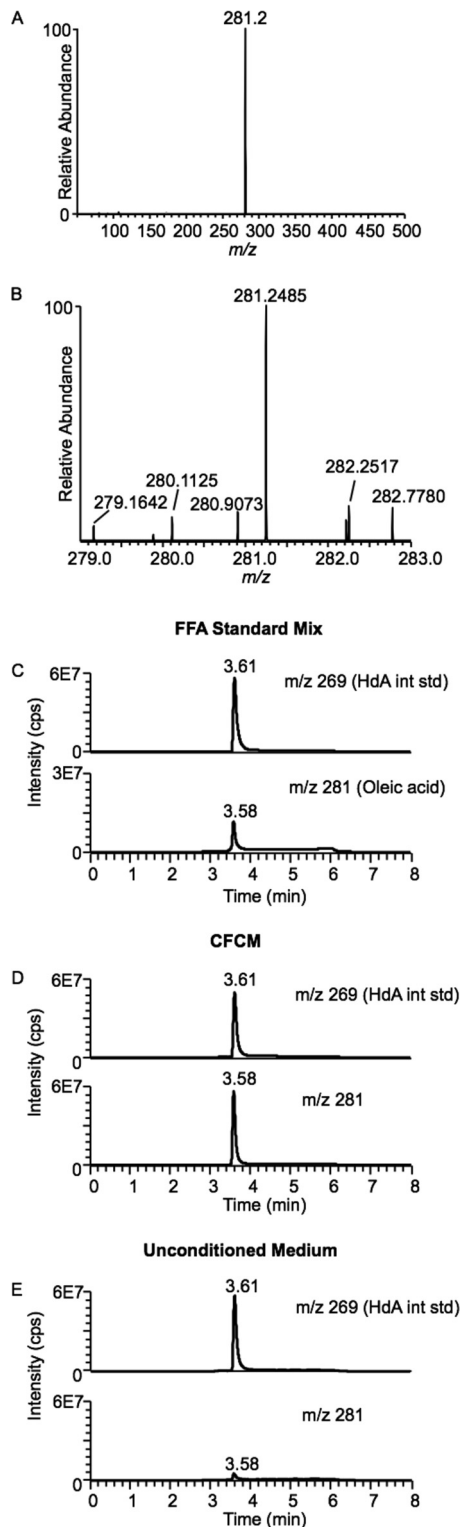 A
281.2
100
Relative Abundance
0
100 150 200 250 300 350 400 450 500
m/z
B
281.2485
100
Relative Abundance
279.1642
280.1125
280.9073
282.2517
282.7780
279.0 280.0 281.0 282.0 283.0
m/z
FFA Standard Mix
C
6E7
3.61
m/z 269 (HdA int std)
0
Intensity (cps)
3E7
m/z 281 (Oleic acid)
3.58
0
0 1 2 3 4 5 6 7 8
Time (min)
CFCM
D
6E7
3.61
m/z 269 (HdA int std)
0
Intensity (cps)
6E7
3.58
m/z 281
0
0 1 2 3 4 5 6 7 8
Time (min)
Unconditioned Medium
E
6E7
3.61
m/z 269 (HdA int std)
0
Intensity (cps)
6E7
m/z 281
3.58
0
0 1 2 3 4 5 6 7 8
Time (min)